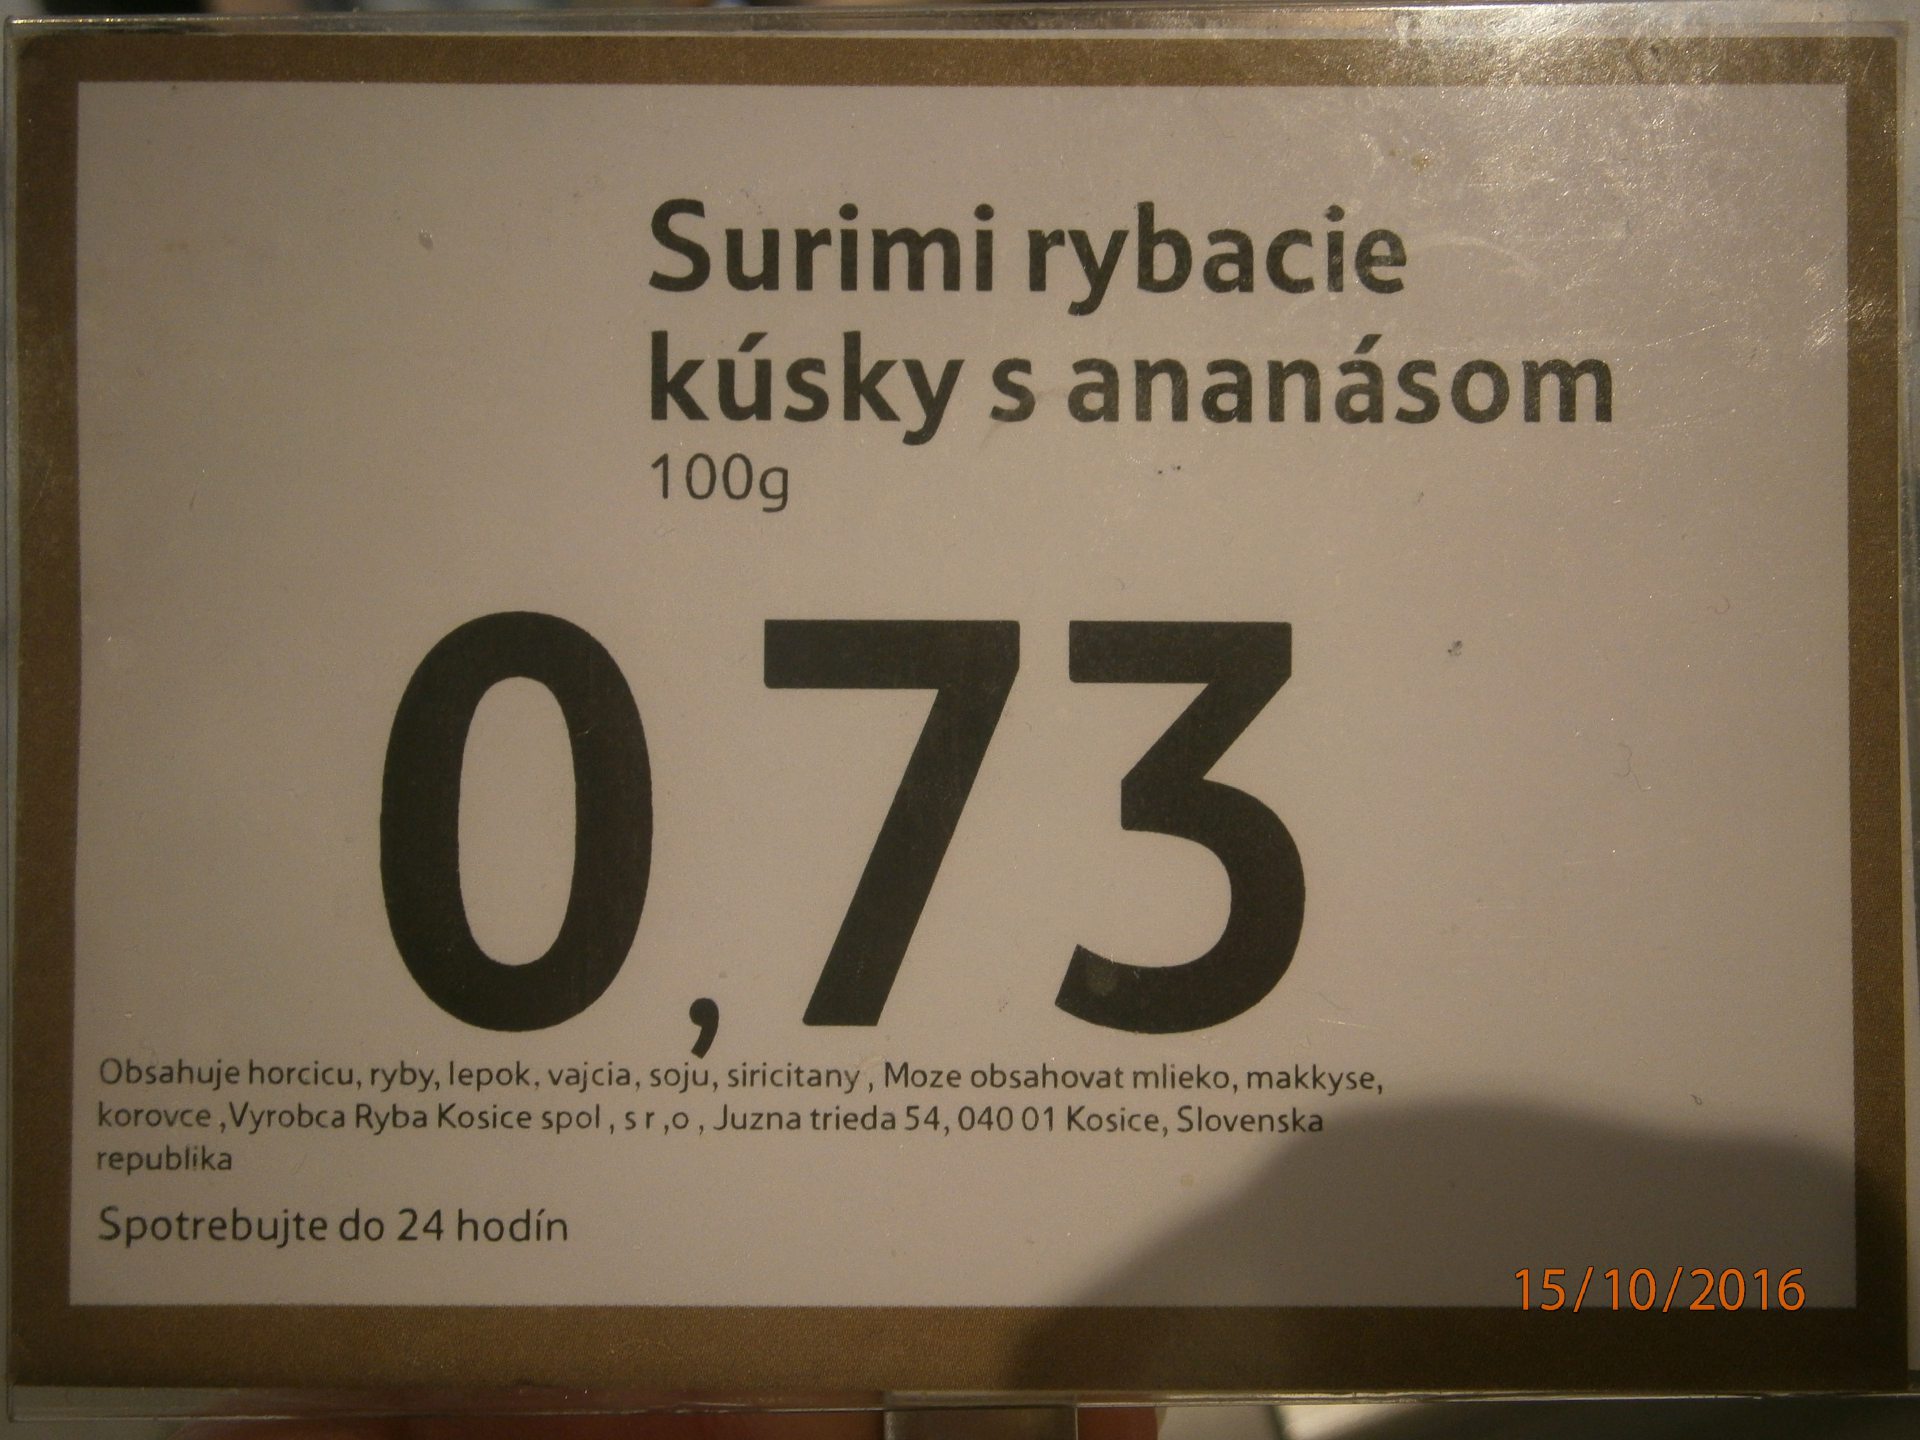 Surimi rybacie
kúsky s ananásom
100g
0,73
Obsahuje horcicu, ryby, lepok, vajcia, soju, siricitany , Moze obsahovat mlieko, makkyse,
korovce ,Vyrobca Ryba Kosice spol , s r ,o , Juzna trieda 54, 040 01 Kosice, Slovenska
republika
Spotrebujte do 24 hodín
15/10/2016